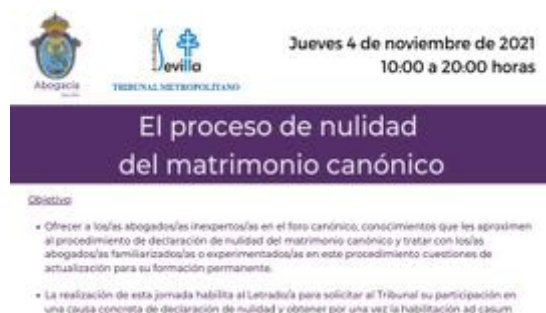 Jueves 4 de noviembre de 2021
10:00 a 20:00 horas
Abogacía
Sevilla
TRIBUNAL METROPOLITANO
El proceso de nulidad
del matrimonio canónico
Objetivo:
• Ofrecer a los/as abogados/as inexpertos/as en el foro canónico, conocimientos que les aproximen
al procedimiento de declaración de nulidad del matrimonio canónico y tratar con los/as
abogados/as familiarizados/as o experimentados/as en este procedimiento cuestiones de
actualización para su formación permanente.
• La realización de esta jornada habilita al Letrado/a para solicitar al Tribunal su participación en
una causa concreta de declaración de nulidad y obtener por una vez la habilitación ad casum